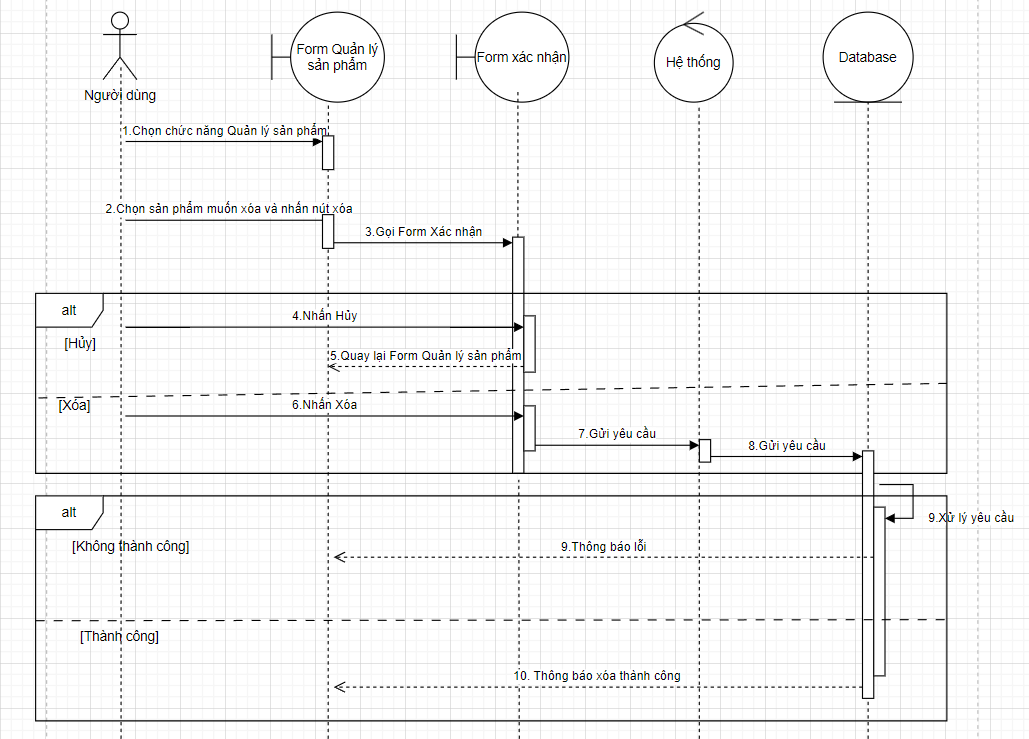 Người dùng
Form Quản lý
sản phẩm
Form xác nhận
Hệ thống
Database
1.Chọn chức năng Quản lý sản phẩm
2.Chọn sản phẩm muốn xóa và nhấn nút xóa
3.Gọi Form Xác nhận
alt
4.Nhấn Hủy
[Hủy]
5.Quay lại Form Quản lý sản phẩm
[Xóa]
6.Nhấn Xóa
7.Gửi yêu cầu
8.Gửi yêu cầu
alt
9.Xử lý yêu cầu
[Không thành công]
9.Thông báo lỗi
[Thành công]
10. Thông báo xóa thành công